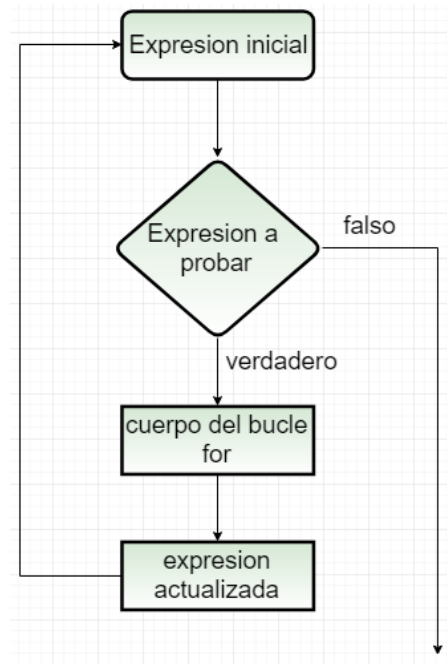 Expresion inicial
Expresion a
probar
falso
verdadero
cuerpo del bucle
for
expresion
actualizada